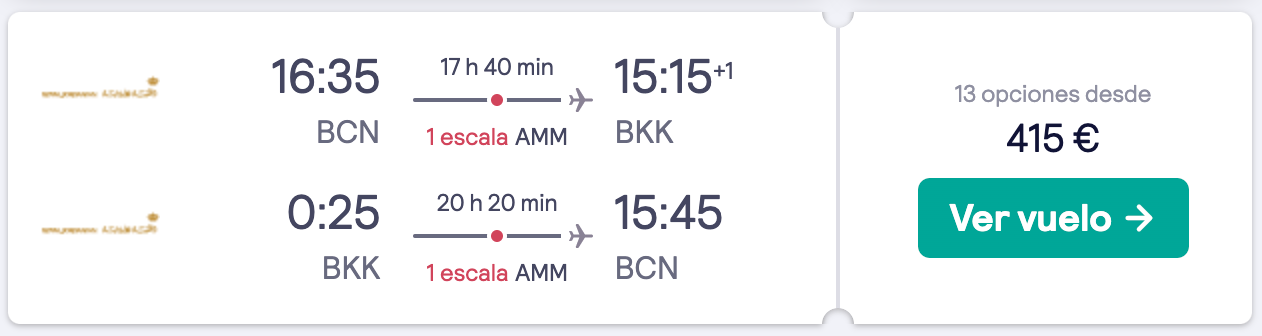 16:35
17 h 40 min
15:15+1
BCN
1 escala AMM
BKK
0:25
20 h 20 min
15:45
BKK
1 escala AMM
BCN
13 opciones desde
415 €
Ver vuelo →